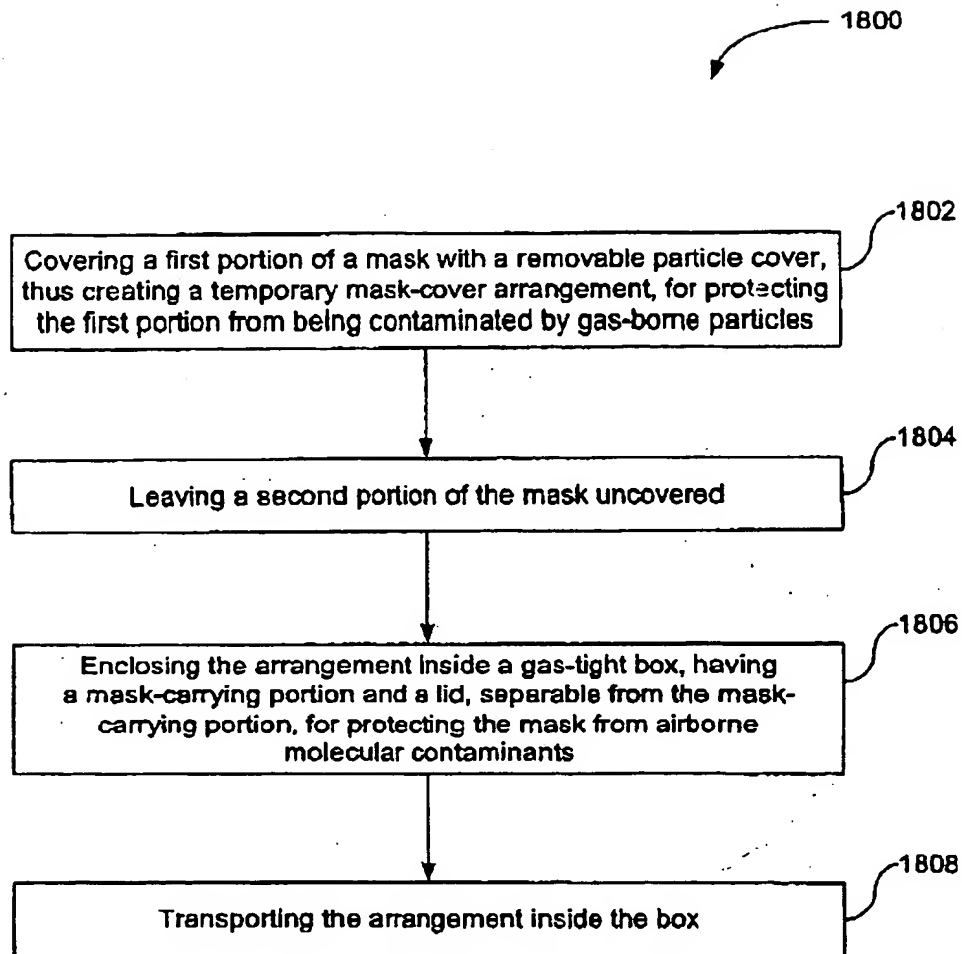 1800
1802
Covering a first portion of a mask with a removable particle cover,
thus creating a temporary mask-cover arrangement, for protecting
the first portion from being contaminated by gas-borne particles
1804
Leaving a second portion of the mask uncovered
1806
Enclosing the arrangement inside a gas-tight box, having
a mask-carrying portion and a lid, separable from the mask-
carrying portion, for protecting the mask from airborne
molecular contaminants
1808
Transporting the arrangement inside the box